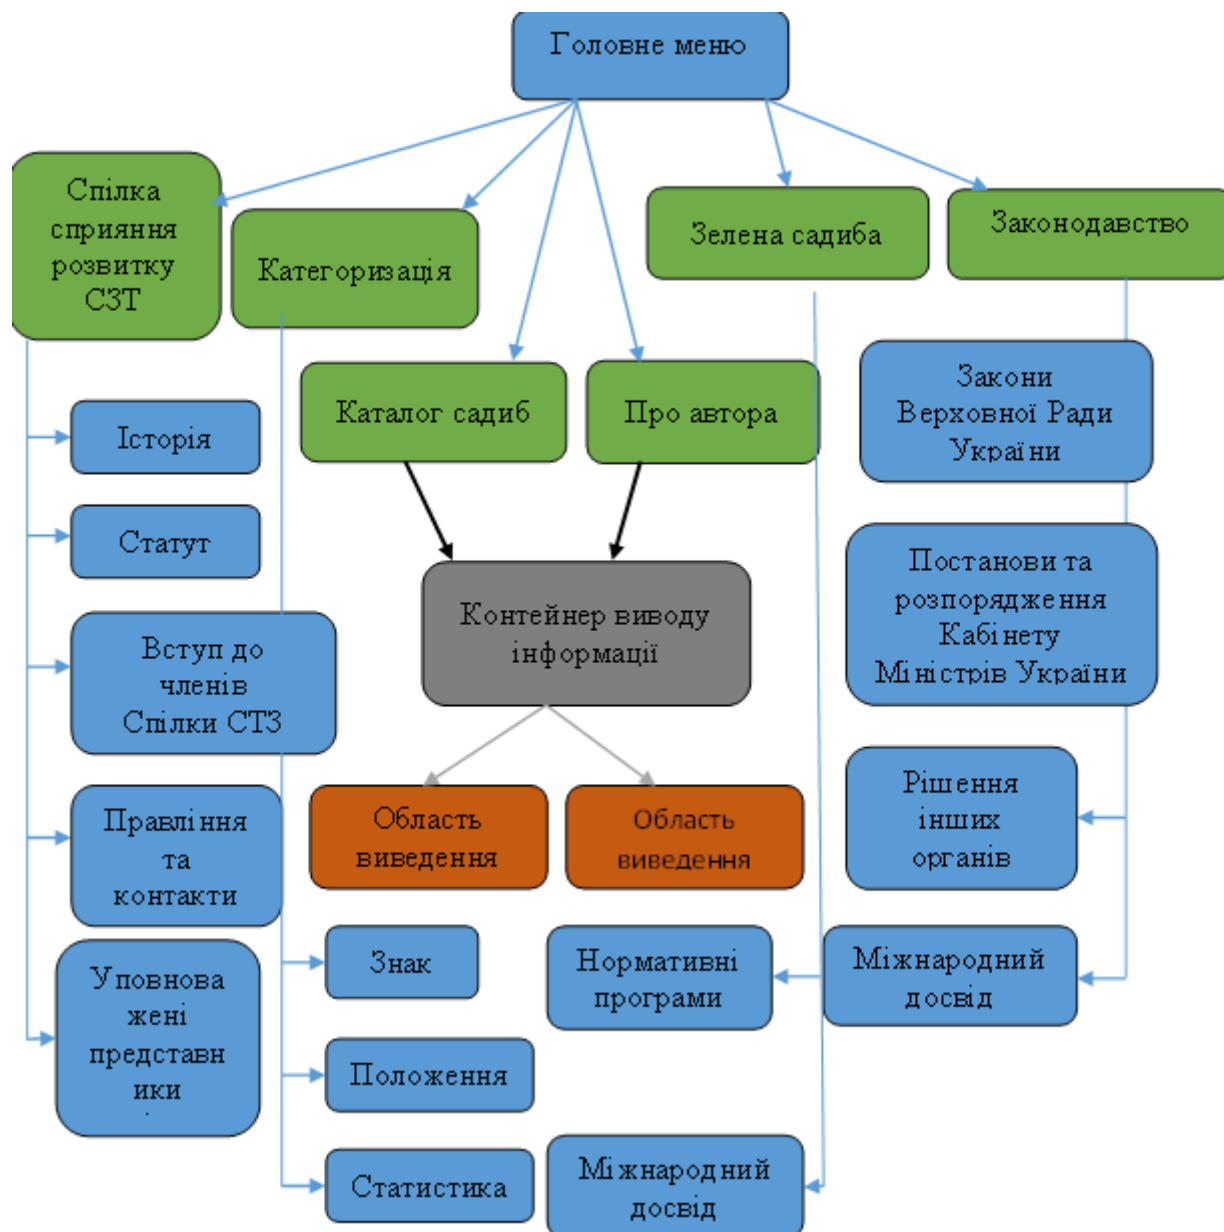 Головне меню
Спілка
сприяння
розвитку
СЗТ
Категоризація
Зелена садиба
Законодавство
Каталог садиб
Про автора
Закони
Верховної Ради
України
Історія
Статут
Вступ до
членів
Спілки СТЗ
Правління
та
контакти
Уповнова
жені
представн
ики
Контейнер виводу
інформації
Постанови та
розпорядження
Кабінету
Міністрів України
Область
виведення
Область
виведення
Рішення
інших
органів
Знак
Положення
Статистика
Нормативні
програми
Міжнародний
досвід
Міжнародний
досвід